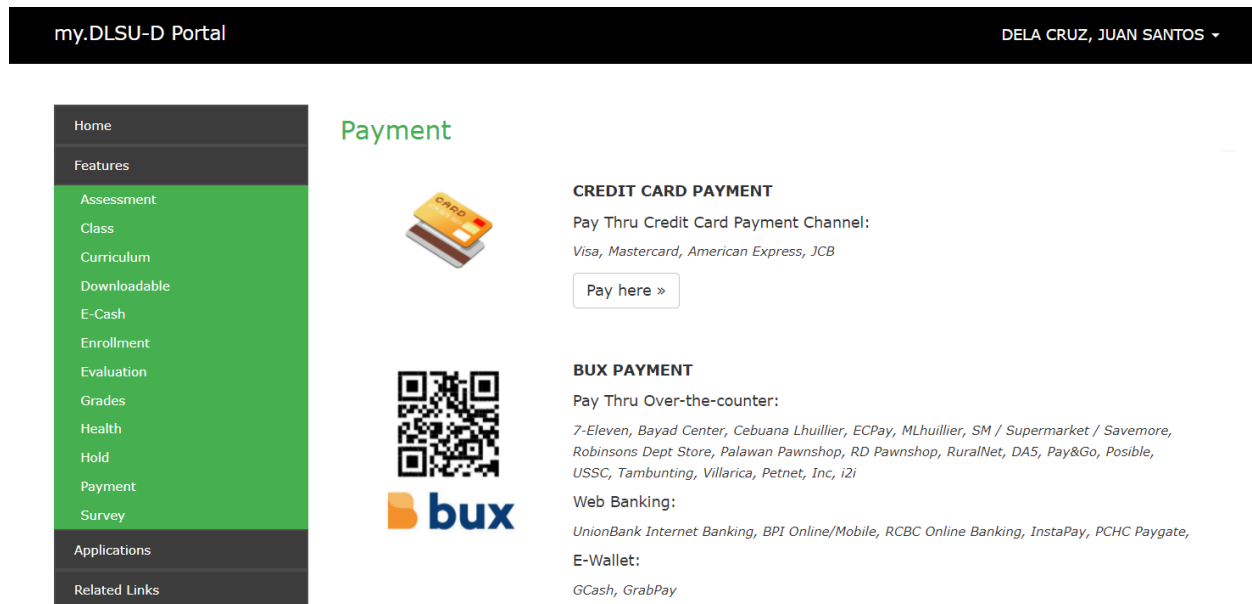 my.DLSU-D Portal
DELA CRUZ, JUAN SANTOS
Home
Features
Assessment
Class
Curriculum
Downloadable
E-Cash
Enrollment
Evaluation
Grades
Health
Hold
Payment
Survey
Applications
Related Links
Payment
CARD
CREDIT CARD PAYMENT
Pay Thru Credit Card Payment Channel:
Visa, Mastercard, American Express, JCB
Pay here »
bux
BUX PAYMENT
Pay Thru Over-the-counter:
7-Eleven, Bayad Center, Cebuana Lhuillier, ECPay, MLhuillier, SM / Supermarket / Savemore,
Robinsons Dept Store, Palawan Pawnshop, RD Pawnshop, RuralNet, DA5, Pay&Go, Posible,
USSC, Tambunting, Villarica, Petnet, Inc, i2i
Web Banking:
UnionBank Internet Banking, BPI Online/Mobile, RCBC Online Banking, InstaPay, PCHC Paygate,
E-Wallet:
GCash, GrabPay